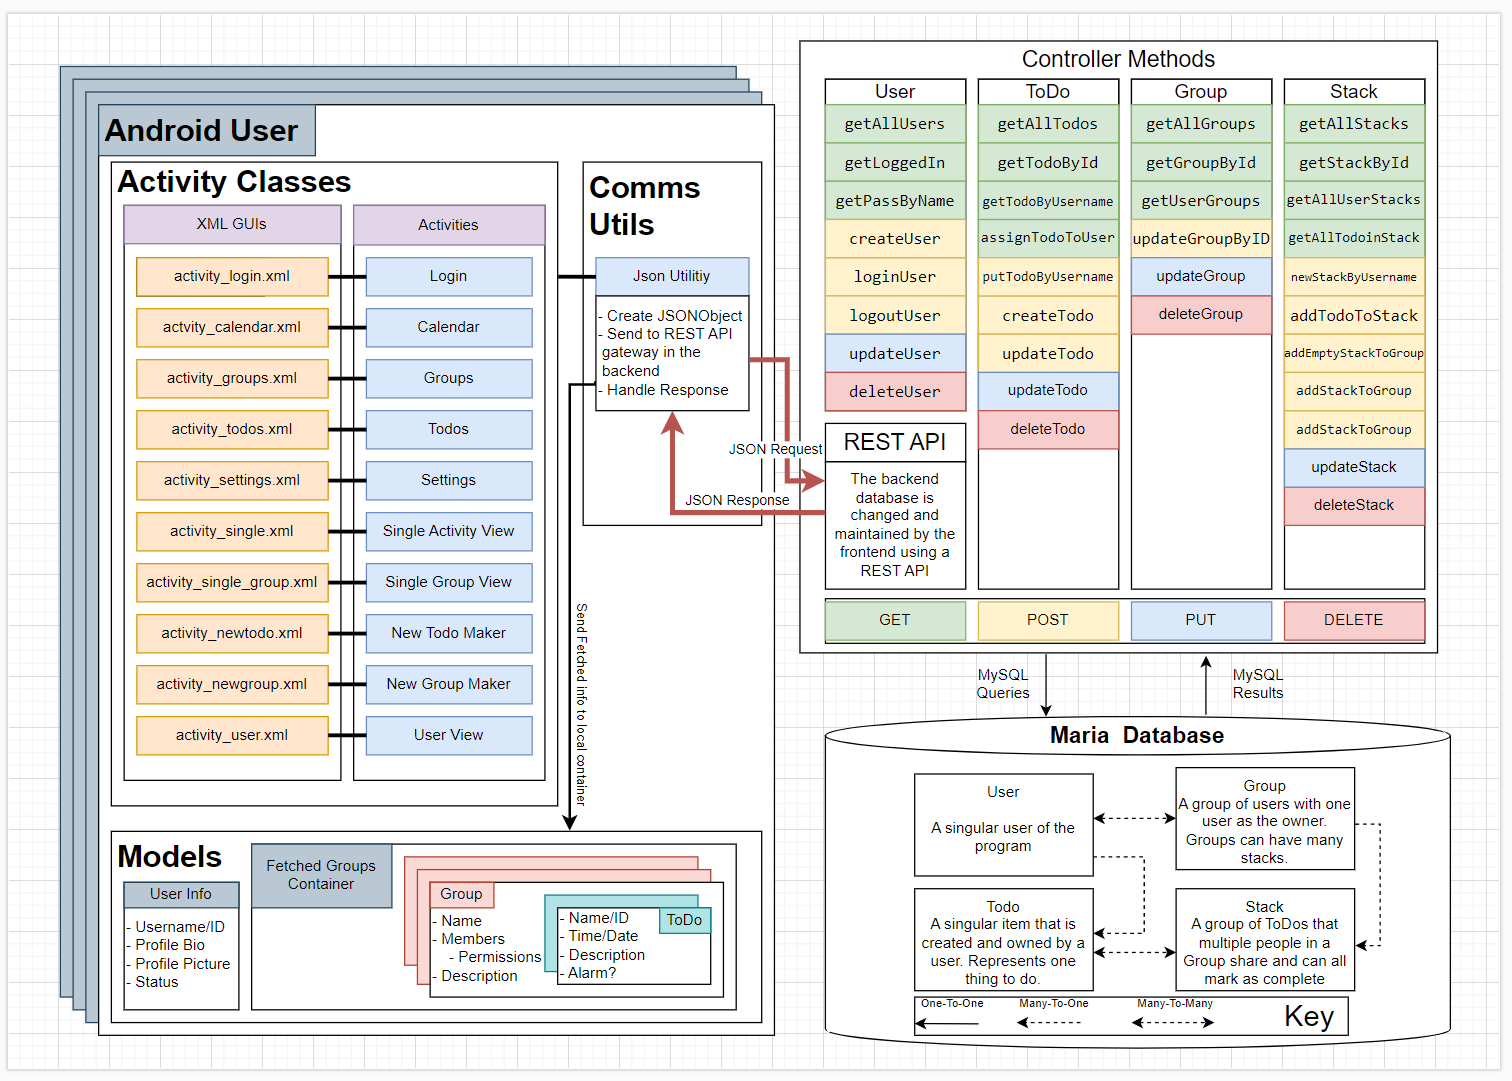 Android User
Activity Classes
XML GUIs
Activities
activity_login.xml
Login
activty_calendar.xml
Calendar
activity_groups.xml
Groups
activity_todos.xml
Todos
activity_settings.xml
Settings
activity_single.xml
Single Activity View
activity_single_group.xml
Single Group View
activity_newtodo.xml
New Todo Maker
activity_newgroup.xml
New Group Maker
activity_user.xml
User View
Comms
Utils
Json Utilitiy
- Create JSONObject
- Send to REST API
gateway in the
backend
- Handle Response
JSON Request
JSON Response
Send Fetched info to local container
Models
User Info
- Username/ID
- Profile Bio
- Profile Picture
- Status
Fetched Groups
Container
Group
- Name
- Members
- Permissions
- Description
ToDo
- Name/ID
- Time/Date
- Description
- Alarm?
Controller Methods
User
getAllUsers
getLoggedIn
getPassByName
createUser
loginUser
logoutUser
updateUser
deleteUser
ToDo
getAllTodos
getTodoById
getTodoByUsername
assignTodoToUser
putTodoByUsername
createTodo
updateTodo
updateTodo
deleteTodo
Group
getAllGroups
getGroupById
getUserGroups
updateGroupByID
updateGroup
deleteGroup
Stack
getAllStacks
getStackById
getAllUserStacks
getAllTodoinStack
newStackByUsername
addTodoToStack
addEmptyStackToGroup
addStackToGroup
addStackToGroup
updateStack
deleteStack
REST API
The backend
database is
changed and
maintained by the
frontend using a
REST API
GET
POST
PUT
DELETE
MySQL
Queries
MySQL
Results
Maria  Database
User
A singular user of the
program
Group
A group of users with one
user as the owner.
Groups can have many
stacks.
Todo
A singular item that is
created and owned by a
user. Represents one
thing to do.
Stack
A group of ToDos that
multiple people in a
Group share and can all
mark as complete
One-To-One
Many-To-One
Many-To-Many
Key